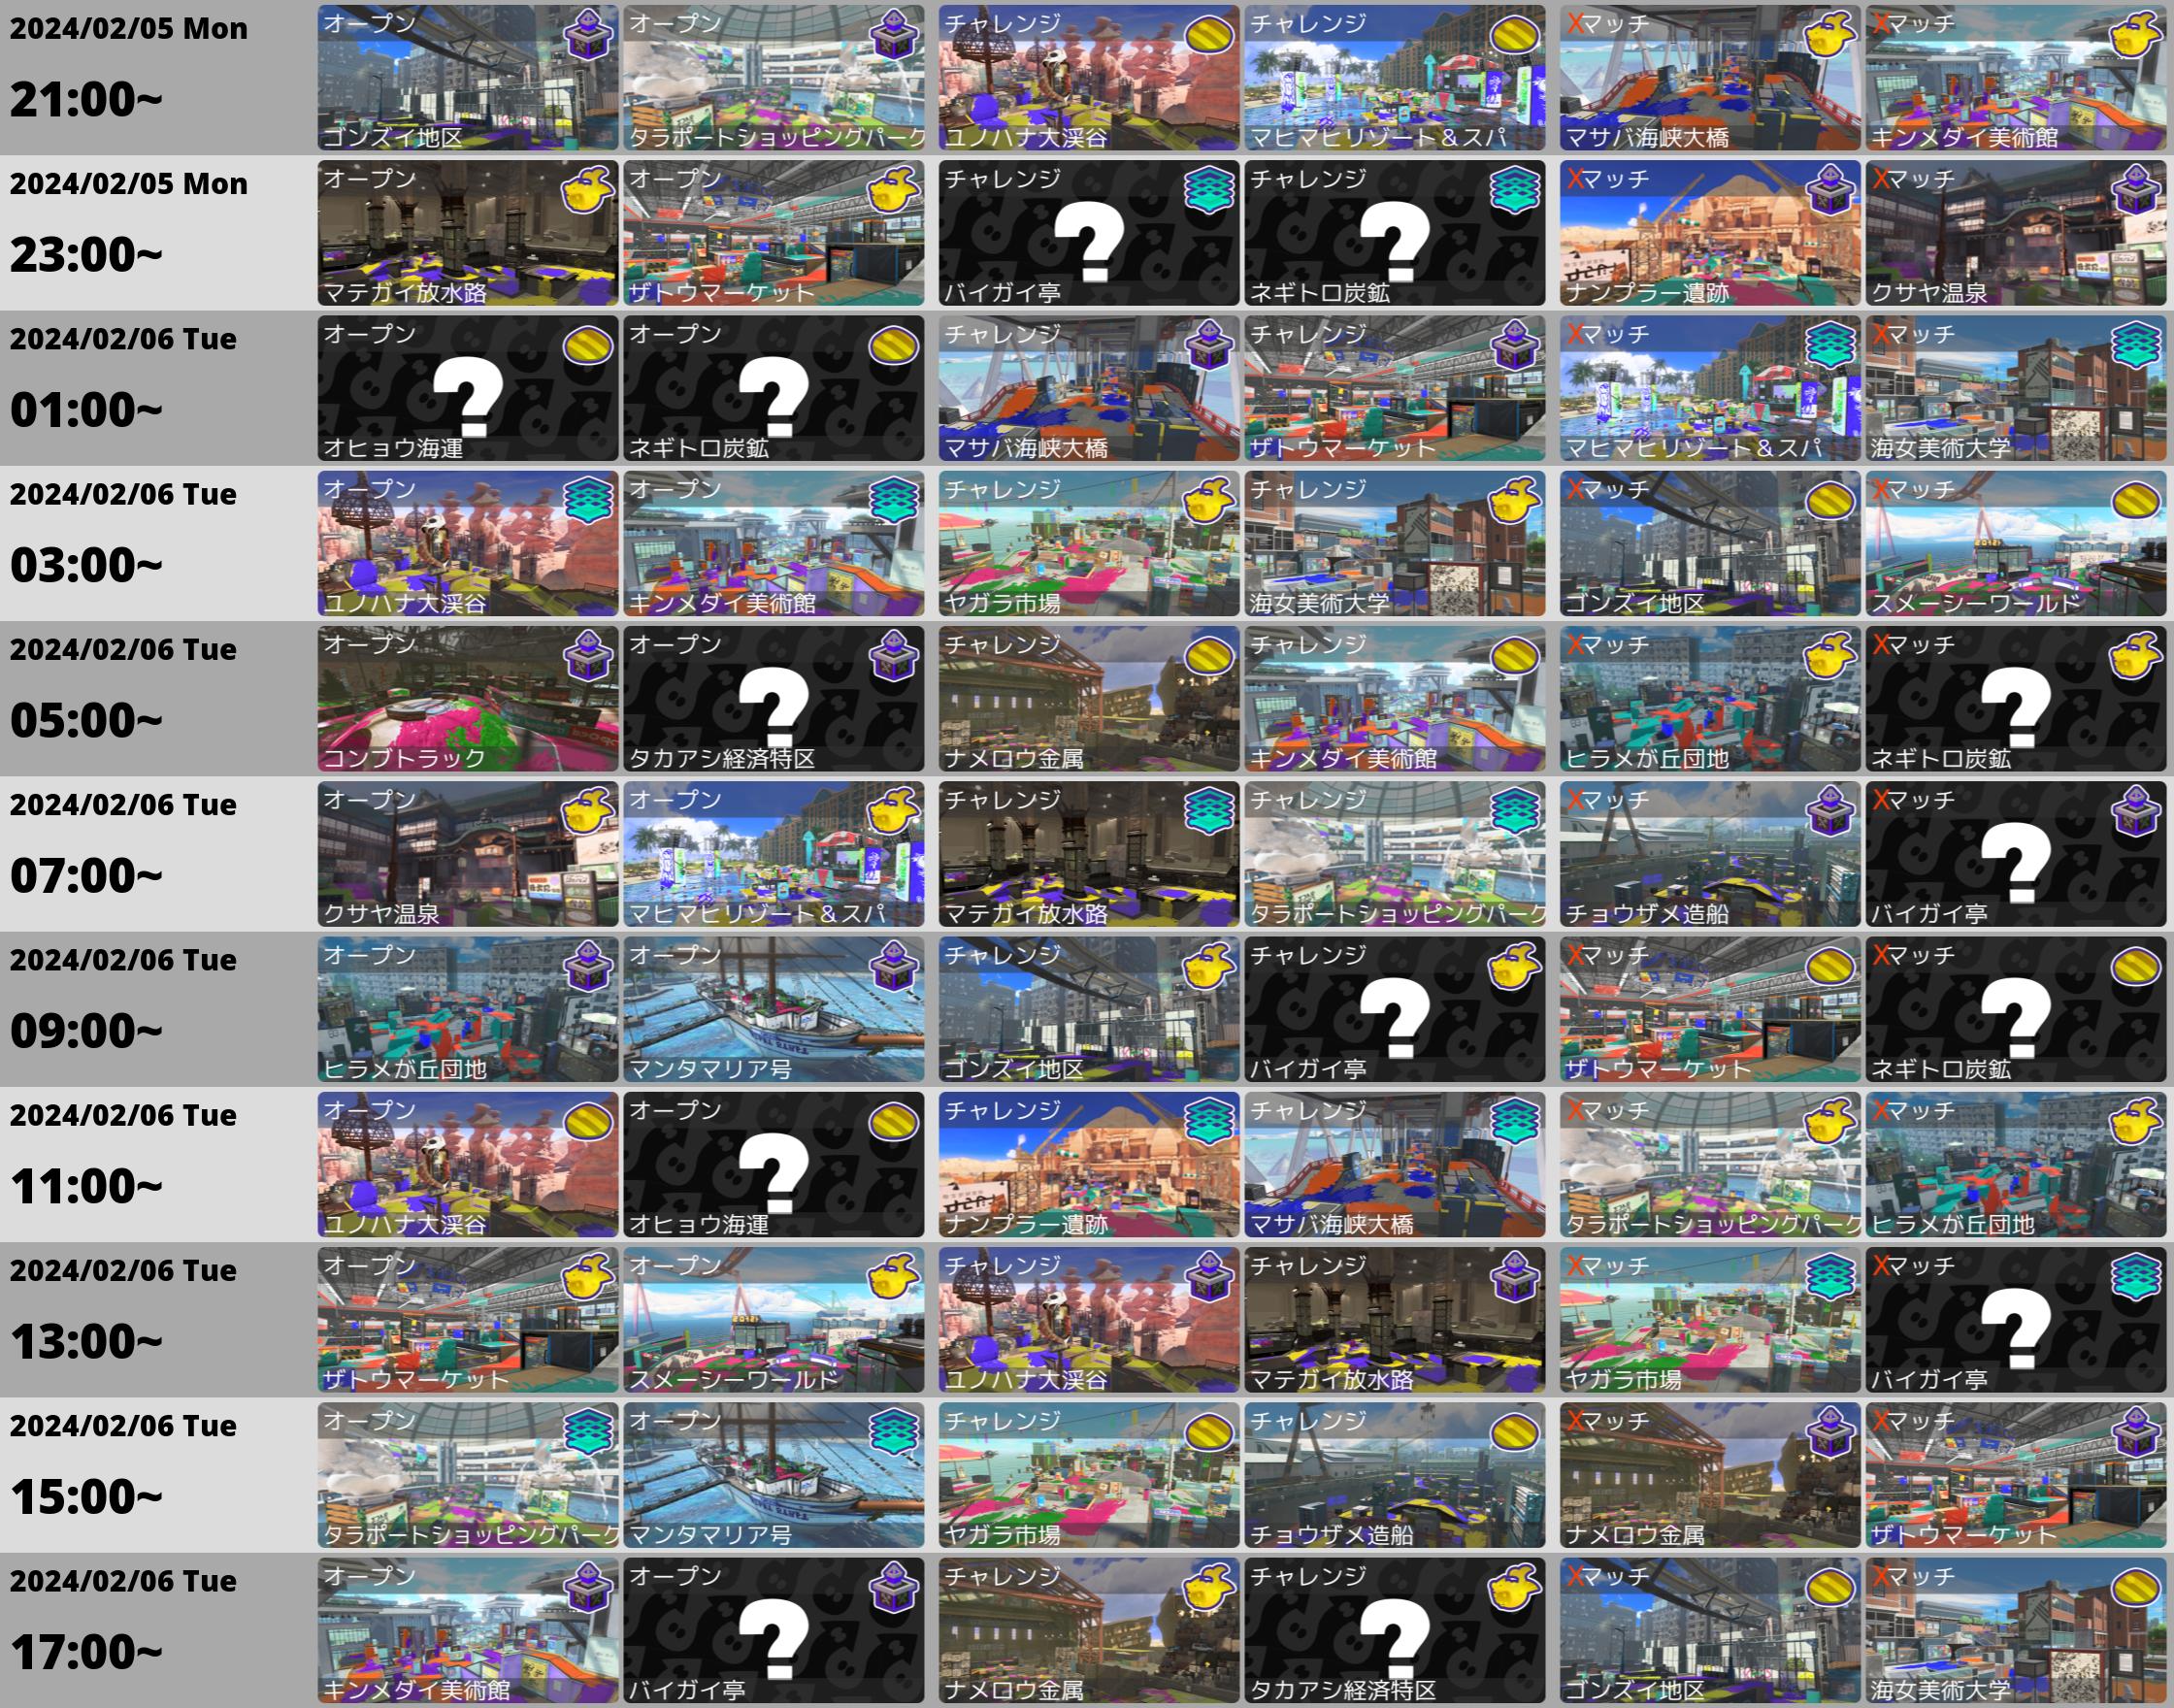 2024/02/05 Mon
21:00~
オープン
ゴンズイ地区
オープン
タラポートショッピングパーク
チャレンジ
ユノハナ大渓谷
チャレンジ
マヒマヒリゾート＆スパ
Xマッチ
マサバ海峡大橋
Xマッチ
キンメダイ美術館
2024/02/05 Mon
23:00~
オープン
マテガイ放水路
オープン
ザトウマーケット
チャレンジ
?
バイガイ亭
チャレンジ
?
ネギトロ炭鉱
Xマッチ
ナンプラー遺跡
Xマッチ
クサヤ温泉
2024/02/06 Tue
01:00~
オープン
?
オヒョウ海運
オープン
?
ネギトロ炭鉱
チャレンジ
マサバ海峡大橋
チャレンジ
ザトウマーケット
Xマッチ
マヒマヒリゾート＆スパ
Xマッチ
海女美術大学
2024/02/06 Tue
03:00~
オープン
ユノハナ大渓谷
オープン
キンメダイ美術館
チャレンジ
ヤガラ市場
チャレンジ
海女美術大学
Xマッチ
ゴンズイ地区
Xマッチ
スメーシーワールド
2024/02/06 Tue
05:00~
オープン
コンブトラック
オープン
?
タカアシ経済特区
チャレンジ
ナメロウ金属
チャレンジ
キンメダイ美術館
Xマッチ
ヒラメが丘団地
Xマッチ
?
ネギトロ炭鉱
2024/02/06 Tue
07:00~
オープン
クサヤ温泉
オープン
マヒマヒリゾート＆スパ
チャレンジ
マテガイ放水路
チャレンジ
タラポートショッピングパーク
Xマッチ
チョウザメ造船
Xマッチ
?
バイガイ亭
2024/02/06 Tue
09:00~
オープン
ヒラメが丘団地
オープン
マンタマリア号
チャレンジ
ゴンズイ地区
チャレンジ
?
バイガイ亭
Xマッチ
ザトウマーケット
Xマッチ
?
ネギトロ炭鉱
2024/02/06 Tue
11:00~
オープン
ユノハナ大渓谷
オープン
?
オヒョウ海運
チャレンジ
ナンプラー遺跡
チャレンジ
マサバ海峡大橋
Xマッチ
タラポートショッピングパーク
Xマッチ
ヒラメが丘団地
2024/02/06 Tue
13:00~
オープン
ザトウマーケット
オープン
スメーシーワールド
チャレンジ
ユノハナ大渓谷
チャレンジ
マテガイ放水路
Xマッチ
ヤガラ市場
Xマッチ
?
バイガイ亭
2024/02/06 Tue
15:00~
オープン
タラポートショッピングパーク
オープン
マンタマリア号
チャレンジ
ヤガラ市場
チャレンジ
チョウザメ造船
Xマッチ
ナメロウ金属
Xマッチ
ザトウマーケット
2024/02/06 Tue
17:00~
オープン
キンメダイ美術館
オープン
?
バイガイ亭
チャレンジ
ナメロウ金属
チャレンジ
?
タカアシ経済特区
Xマッチ
ゴンズイ地区
Xマッチ
海女美術大学